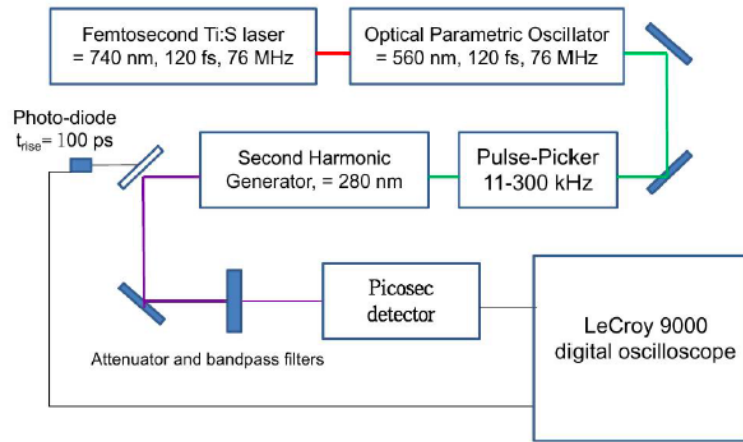 Femtosecond Ti:S laser
= 740 nm, 120 fs, 76 MHz
Optical Parametric Oscillator
= 560 nm, 120 fs, 76 MHz
Photo-diode
trise= 100 ps
Second Harmonic
Generator, = 280 nm
Pulse-Picker
11-300 kHz
Picosec
detector
LeCroy 9000
digital oscilloscope
Attenuator and bandpass filters